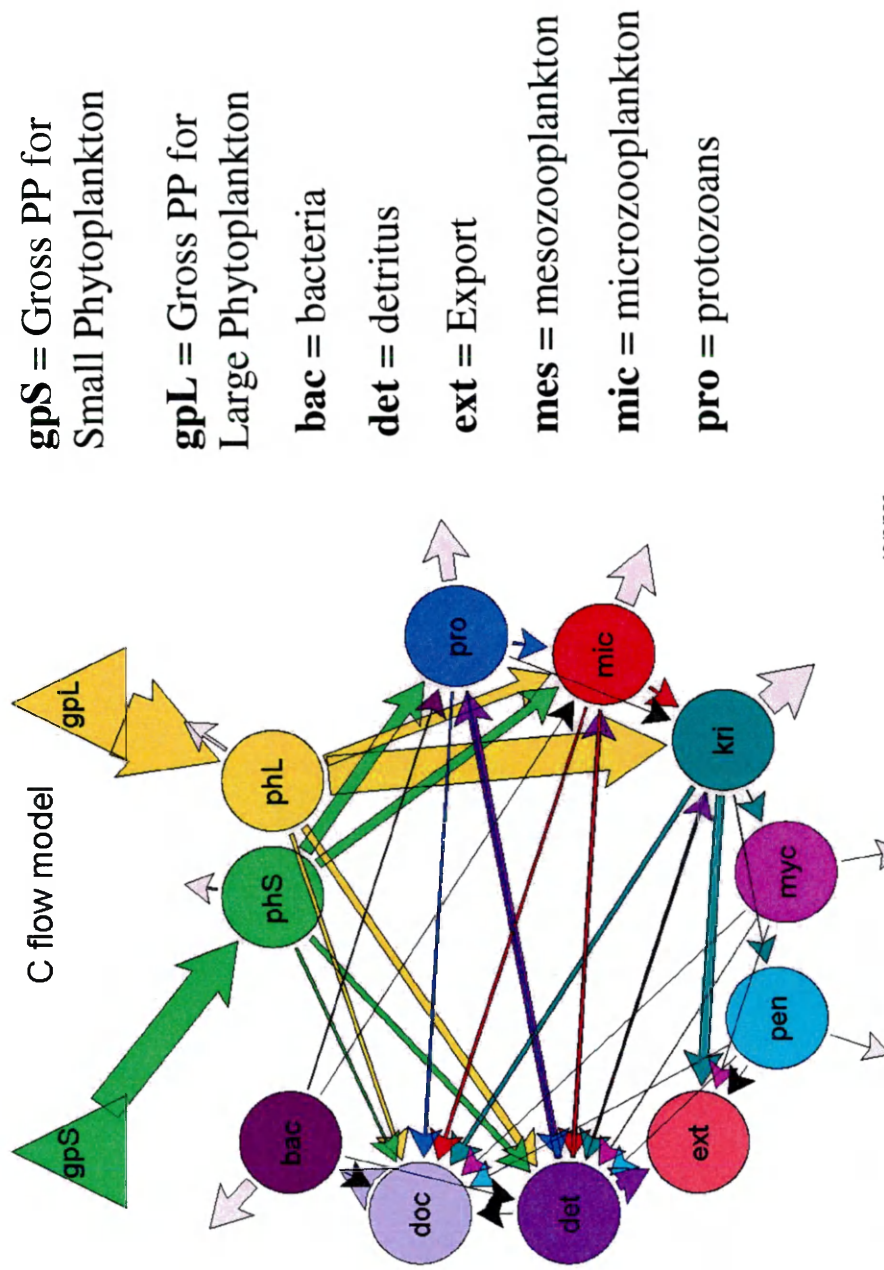 C flow model
gpS
gpL
phS
phL
bac
pro
doc
mic
det
kri
ext
pen
myc
gpS = Gross PP for
Small Phytoplankton
gpL = Gross PP for
Large Phytoplankton
bac = bacteria
det = detritus
ext = Export
mes = mesozooplankton
mic = microzooplankton
pro = protozoans